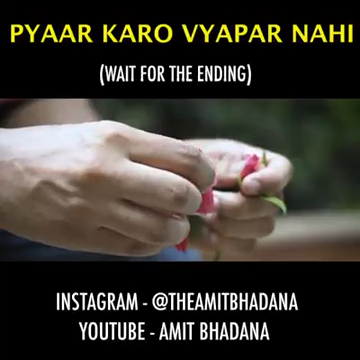 PYAAR KARO VYAPAR NAHI
(WAIT FOR THE ENDING)
INSTAGRAM - @THEAMITBHADANA
YOUTUBE - AMIT BHADANA